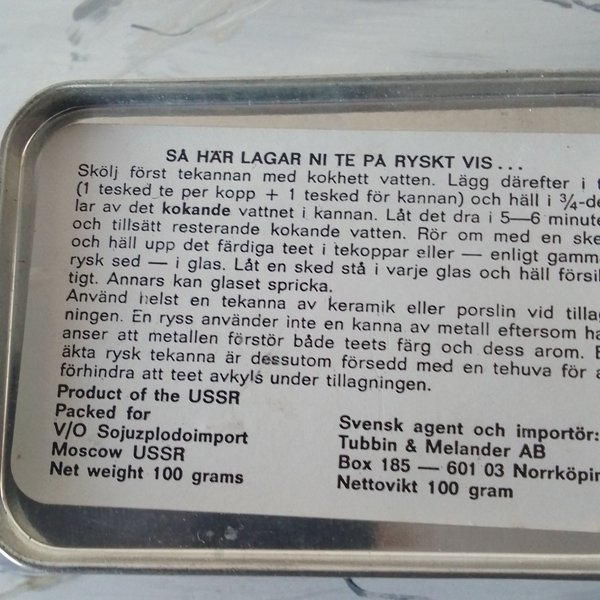 SÅ HÄR LAGAR NI TE PÅ RYSKT VIS...
Skölj först tekannan med kokhett vatten. Lägg därefter i t
(1 tesked te per kopp + 1 tesked för kannan) och häll i ¾-de
lar av det kokande vattnet i kannan. Låt det dra i 5—6 minute
och tillsätt resterande kokande vatten. Rör om med en ske
och häll upp det färdiga teet i tekoppar eller — enligt gamm
rysk sed — i glas. Låt en sked stå i varje glas och häll försik
tigt. Annars kan glaset spricka.
Använd helst en tekanna av keramik eller porslin vid tillag
ningen. En ryss använder inte en kanna av metall eftersom ha
anser att metallen förstör både teets färg och dess arom. E
äkta rysk tekanna är dessutom försedd med en tehuva för a
förhindra att teet avkyls under tillagningen.
Product of the USSR
Packed for
V/O Sojuzplodoimport
Moscow USSR
Net weight 100 grams
Svensk agent och importör:
Tubbin & Melander AB
Box 185 — 601 03 Norrköpin
Nettovikt 100 gram